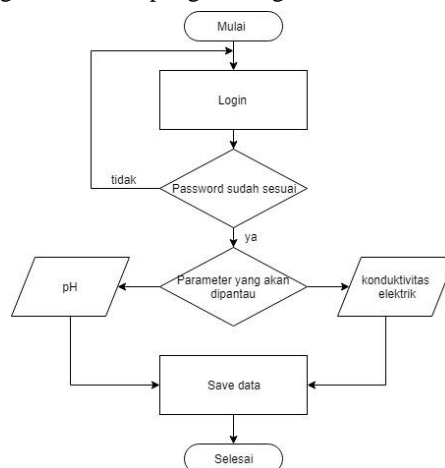 Mulai
Login
tidak
Password sudah sesuai
ya
pH
Parameter yang akan
dipantau
konduktivitas
elektrik
Save data
Selesai